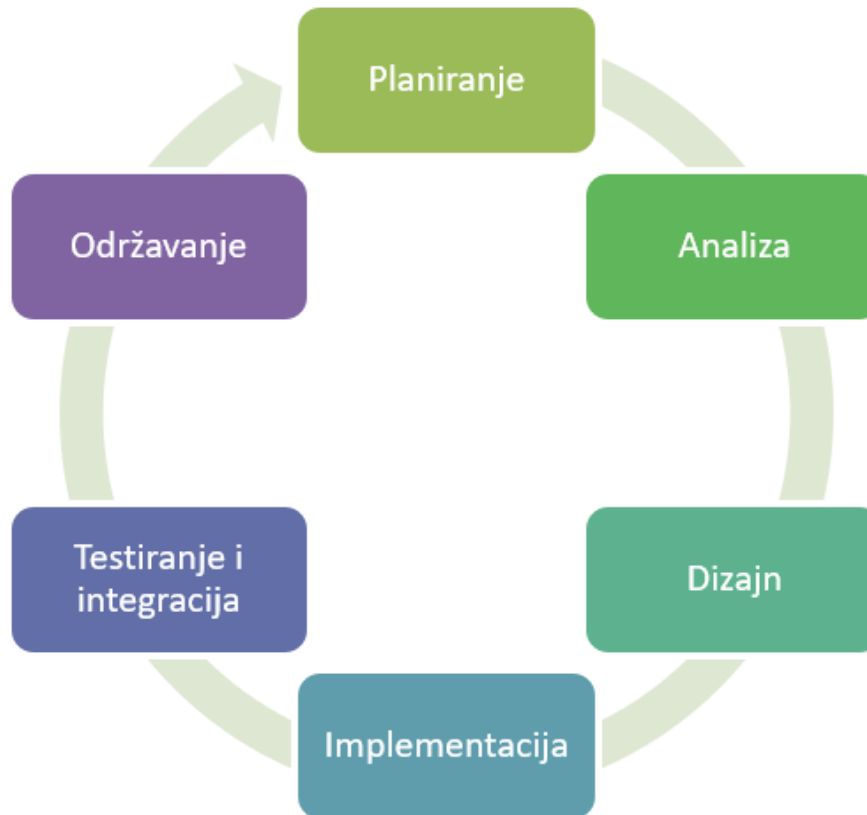 Planiranje
Analiza
Dizajn
Implementacija
Testiranje i
integracija
Održavanje